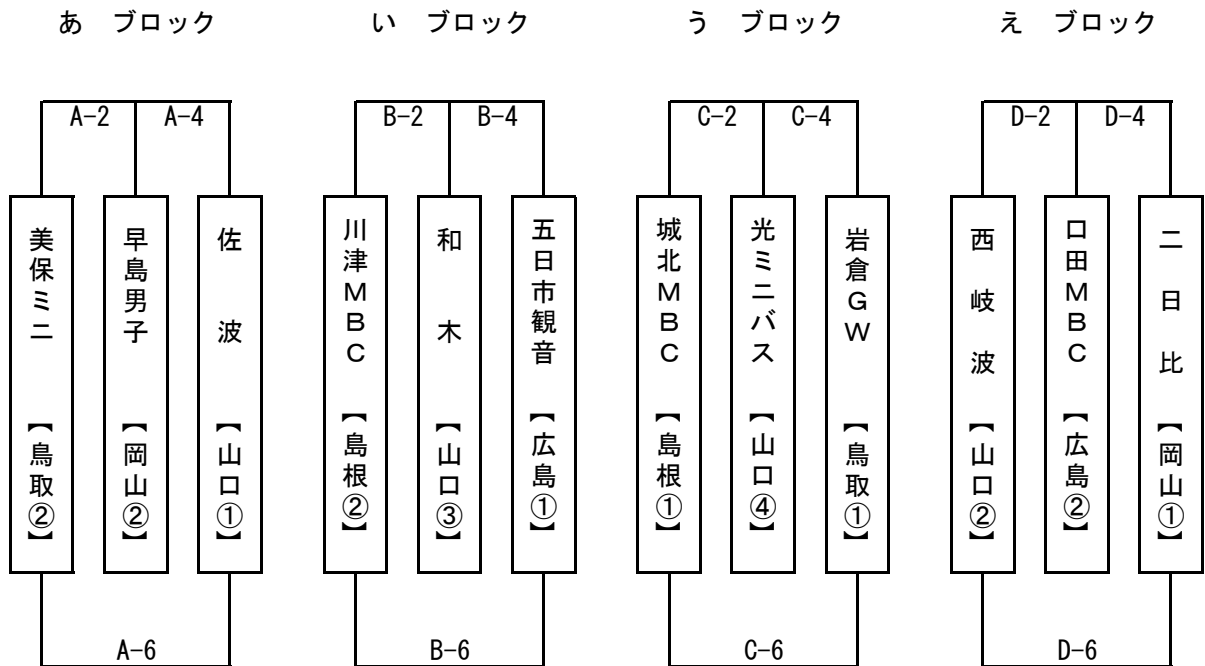 あ ブロック
い ブロック
う ブロック
え ブロック
A-2 A-4
B-2 B-4
C-2 C-4
D-2 D-4
美保ミニ 【鳥取②】
早島男子 【岡山②】
佐波 【山口①】
川津MBC 【島根②】
和木 【山口③】
五日市観音 【広島①】
城北MBC 【島根①】
光ミニバス 【山口④】
岩倉GW 【鳥取①】
西岐波 【山口②】
口田MBC 【広島②】
二日比 【岡山①】
A-6
B-6
C-6
D-6